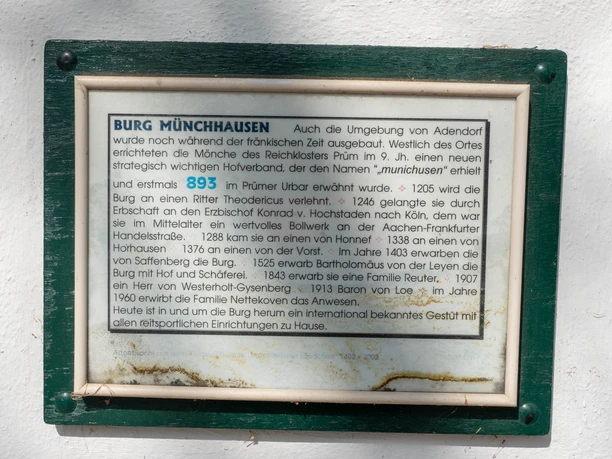 BURG MÜNCHHAUSEN Auch die Umgebung von Adendorf
wurde noch während der fränkischen Zeit ausgebaut. Westlich des Ortes
errichteten die Mönche des Reichklosters Prüm im 9. Jh. einen neuen
strategisch wichtigen Hofverband, der den Namen "„munichusen" erhielt
und erstmals 893 im Prümer Urbar erwähnt wurde. ✧ 1205 wird die
Burg an einen Ritter Theodericus verlehnt. ✧ 1246 gelangte sie durch
Erbschaft an den Erzbischof Konrad v. Hochstaden nach Köln, dem war
sie im Mittelalter ein wertvolles Bollwerk an der Aachen-Frankfurter
Handelsstraße. 1288 kam sie an einen von Honnef ✧ 1338 an einen von
Horhausen 1376 an einen von der Vorst. ✧ Im Jahre 1403 erwarben die
von Saffenberg die Burg. ✧ 1525 erwarb Bartholomäus von der Leyen die
Burg mit Hof und Schäferei. 1843 erwarb sie eine Familie Reuter, ✧ 1907
ein Herr von Westerholt-Gysenberg ✧ 1913 Baron von Loe ✧ im Jahre
1960 erwirbt die Familie Nettekoven das Anwesen.
Heute ist in und um die Burg herum ein international bekanntes Gestüt mit
allen reitsportlichen Einrichtungen zu Hause.